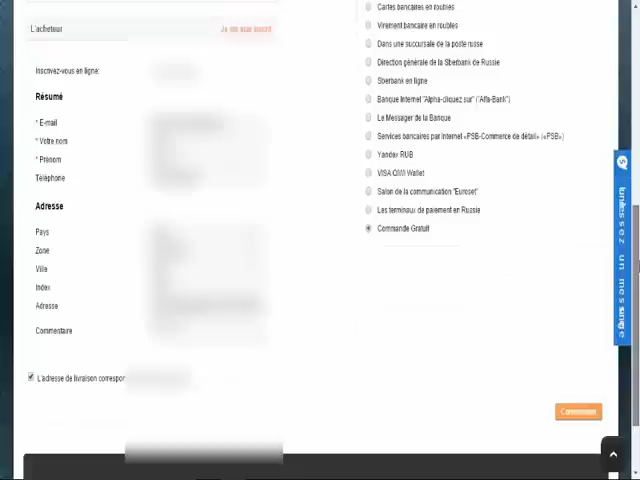 L'acheteur
Je me suis inscrit
Inscrivez-vous en ligne:
Résumé
* E-mail
* Votre nom
* Prénom
Téléphone
Adresse
Pays
Zone
Ville
Index
Adresse
Commentaire
L'adresse de livraison correspon
Cartes bancaires en roubles
Virement bancaire en roubles
Dans une succursale de la poste russe
Direction générale de la Sberbank de Russie
Sberbank en ligne
Banque Internet "Alpha-cliquez sur" ("Alfa-Bank")
Le Messager de la Banque
Services bancaires par Internet «PSB-Commerce de détail» («PSB»)
Yandex RUB
VISA QIWI Wallet
Salon de la communication "Euroset"
Les terminaux de paiement en Russie
Commande Gratuit
un message